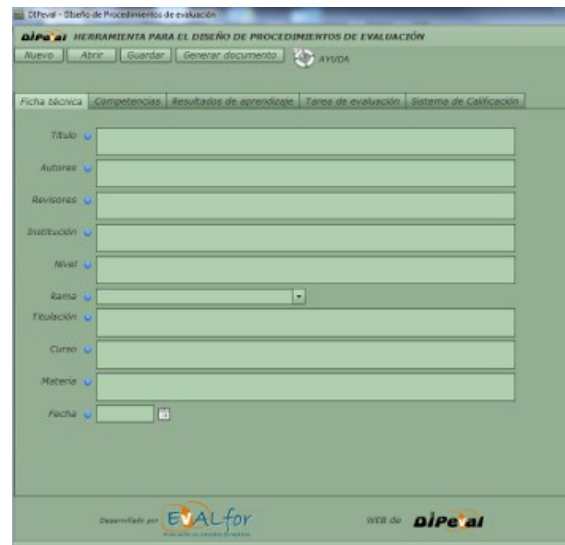 DIPeval - Diseño de Procedimientos de evaluación
DIPeval HERRAMIENTA PARA EL DISEÑO DE PROCEDIMIENTOS DE EVALUACIÓN
Nuevo Abrir Guardar Generar documento AYUDA
Ficha técnica Competencias Resultados de aprendizaje Tarea de evaluación Sistema de Calificación
Título
Autores
Revisores
Institución
Nivel
Rama
Titulación
Curso
Materia
Fecha
Desarrollado por EVALfor WEB de DIPeval